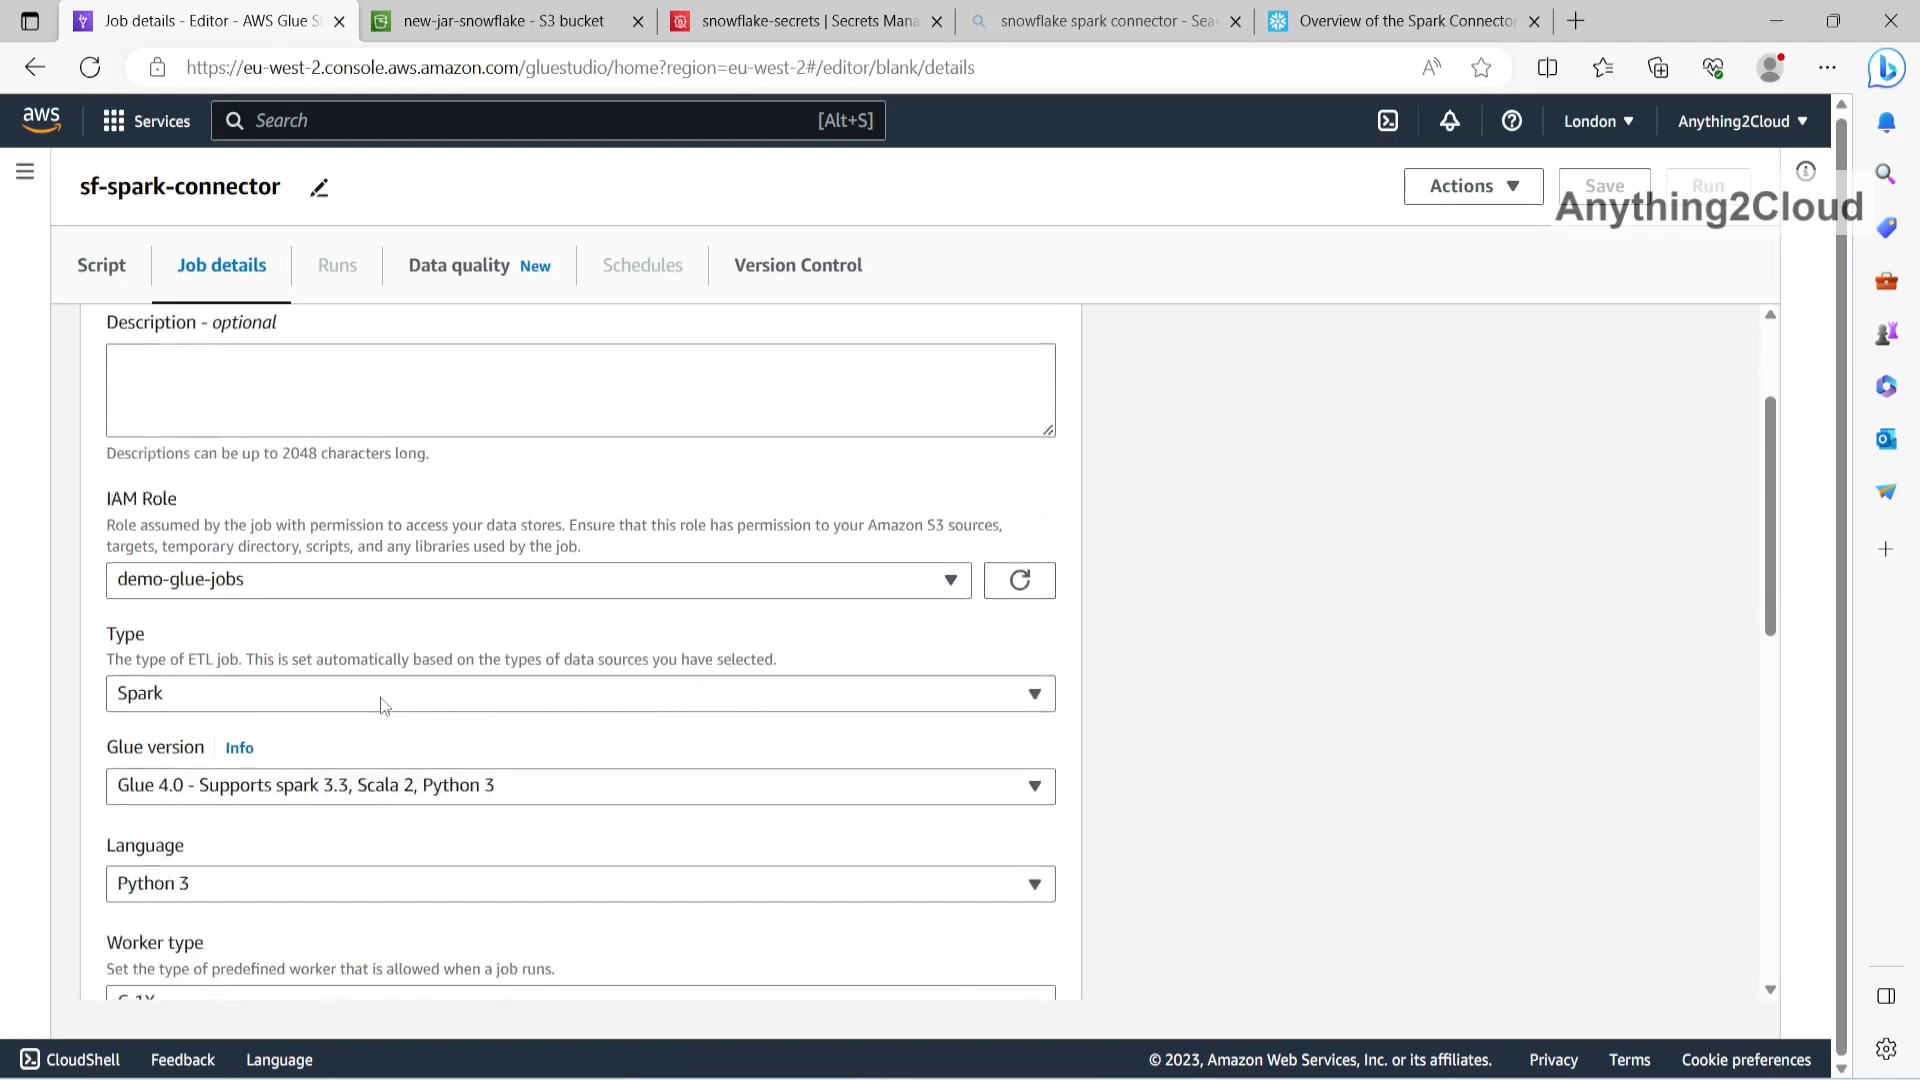 Job details - Editor - AWS Glue S
new-jar-snowflake - S3 bucket
snowflake-secrets | Secrets Mana
snowflake spark connector - Sea
Overview of the Spark Connector
https://eu-west-2.console.aws.amazon.com/gluestudio/home?region=eu-west-2#/editor/blank/details
aws
Services
Search
[Alt+S]
London
Anything2Cloud
sf-spark-connector
Actions
Save
Run
Anything2Cloud
Script
Job details
Runs
Data quality New
Schedules
Version Control
Description - optional
Descriptions can be up to 2048 characters long.
IAM Role
Role assumed by the job with permission to access your data stores. Ensure that this role has permission to your Amazon S3 sources,
targets, temporary directory, scripts, and any libraries used by the job.
demo-glue-jobs
Type
The type of ETL job. This is set automatically based on the types of data sources you have selected.
Spark
Glue version Info
Glue 4.0 - Supports spark 3.3, Scala 2, Python 3
Language
Python 3
Worker type
Set the type of predefined worker that is allowed when a job runs.
G 1X
CloudShell
Feedback
Language
© 2023, Amazon Web Services, Inc. or its affiliates.
Privacy
Terms
Cookie preferences